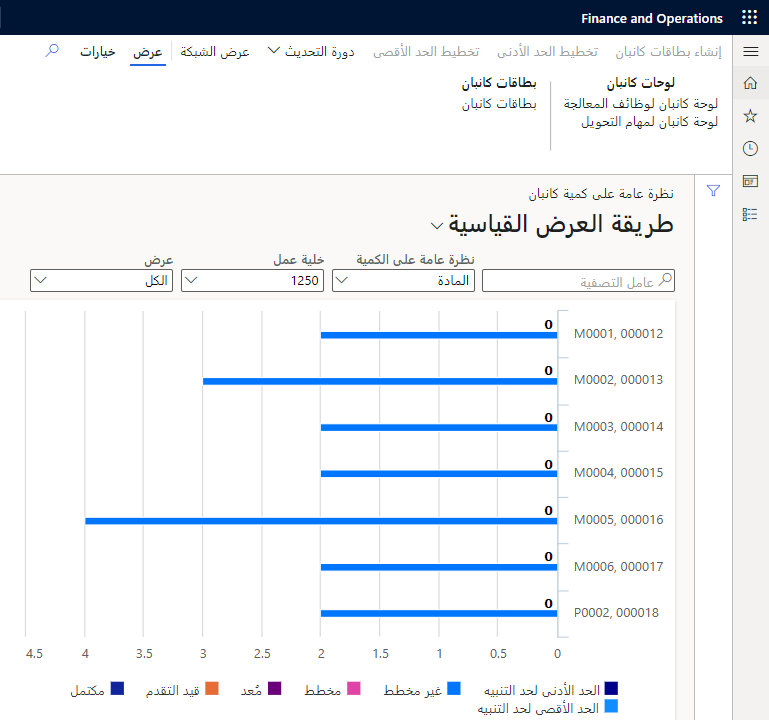 Finance and Operations
إنشاء بطاقات كانبان
تخطيط الحد الأدنى
تخطيط الحد الأقصى
دورة التحديث
عرض الشبكة
عرض
خيارات
لوحات كانبان
لوحة كانبان لوظائف المعالجة
لوحة كانبان لمهام التحويل
بطاقات كانبان
بطاقات كانبان
نظرة عامة على كمية كانبان
طريقة العرض القياسية
عامل التصفية
نظرة عامة على الكمية
المادة
خلية عمل
1250
عرض
الكل
M0001, 000012
0
M0002, 000013
0
M0003, 000014
0
M0004, 000015
0
M0005, 000016
0
M0006, 000017
0
P0002, 000018
0
0 0.5 1 1.5 2 2.5 3 3.5 4 4.5
الحد الأدنى لحد التنبيه
غير مخطط
مخطط
مُعد
قيد التقدم
مكتمل
الحد الأقصى لحد التنبيه